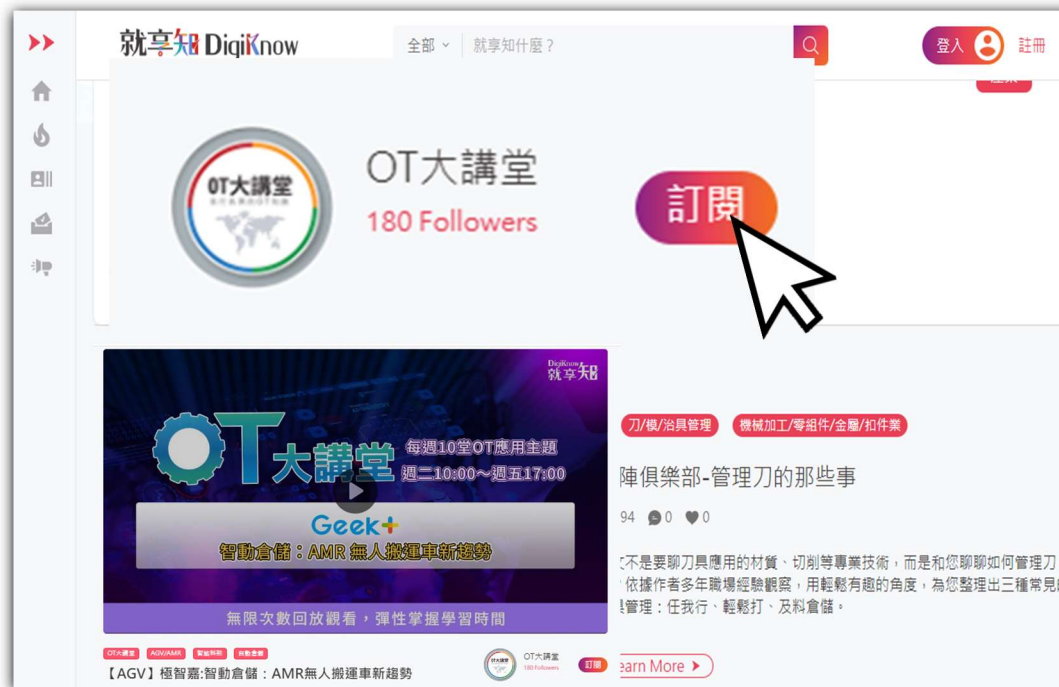 就享知 DigiKnow
全部
就享知什麼？
登入
註冊
OT大講堂
OT大講堂
180 Followers
訂閱
DigiKnow
就享知
OT大講堂
每週10堂OT應用主題
週二10:00～週五17:00
Geek+
智動倉儲：AMR 無人搬運車新趨勢
無限次數回放觀看，彈性掌握學習時間
OT大講堂 AGV/AMR 智能科技 自動倉儲
【AGV】極智嘉:智動倉儲：AMR無人搬運車新趨勢
OT大講堂
OT大講堂
180 Followers
訂閱
刀/模/治具管理
機械加工/零組件/金屬/扣件業
陣俱樂部-管理刀的那些事
94 0 0
不是要聊刀具應用的材質、切削等專業技術，而是和您聊聊如何管理刀
依據作者多年職場經驗觀察，用輕鬆有趣的角度，為您整理出三種常見
管理：任我行、輕鬆打、及料倉儲。
earn More